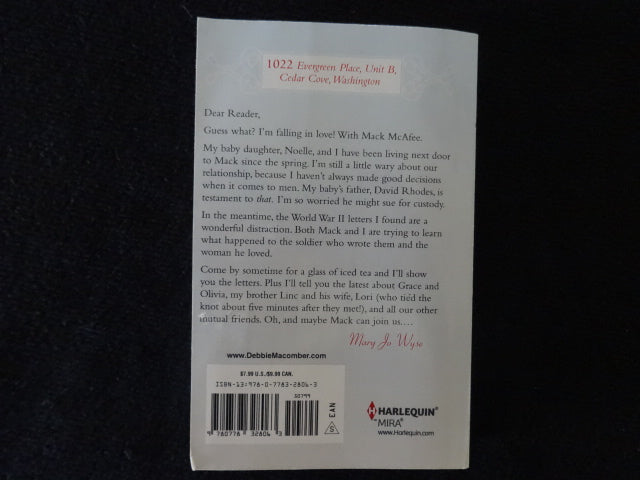 1022 Evergreen Place, Unit B,
Cedar Cove, Washington
Dear Reader,
Guess what? I'm falling in love! With Mack McAfee.
My baby daughter, Noelle, and I have been living next door
to Mack since the spring. I'm still a little wary about our
relationship, because I haven't always made good decisions
when it comes to men. My baby's father, David Rhodes, is
testament to that. I'm so worried he might sue for custody.
In the meantime, the World War II letters I found are a
wonderful distraction. Both Mack and I are trying to learn
what happened to the soldier who wrote them and the
woman he loved.
Come by sometime for a glass of iced tea and I'll show
you the letters. Plus I'll tell you the latest about Grace and
Olivia, my brother Linc and his wife, Lori (who tied the
knot about five minutes after they met!), and all our other
mutual friends. Oh, and maybe Mack can join us....
Mary Jo Wyse
www.DebbieMacomber.com
$7.99 U.S./$9.99 CAN.
ISBN-13: 978-0-7783-2806-3
50799
9 780778 328063
S
EAN
HARLEQUIN®
MIRA®
www.Harlequin.com